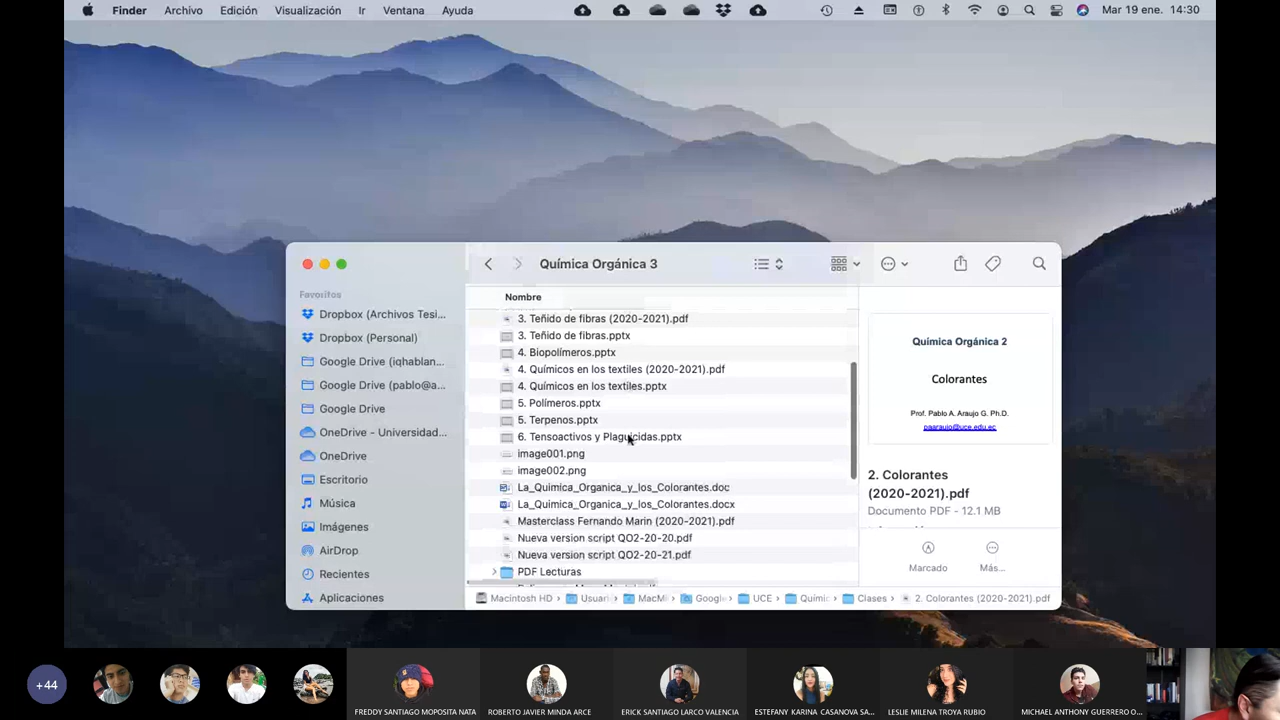 Finder Archivo Edición Visualización Ir Ventana Ayuda
Mar 19 ene. 14:30
Química Orgánica 3
Favoritos
Dropbox (Archivos Tesi...
Dropbox (Personal)
Google Drive (iqhablan...
Google Drive (pablo@a...
Google Drive
OneDrive - Universidad...
OneDrive
Escritorio
Música
Imágenes
AirDrop
Recientes
Aplicaciones
Nombre
3. Teñido de fibras (2020-2021).pdf
3. Teñido de fibras.pptx
4. Biopolímeros.pptx
4. Químicos en los textiles (2020-2021).pdf
4. Químicos en los textiles.pptx
5. Polímeros.pptx
5. Terpenos.pptx
6. Tensoactivos y Plaguicidas.pptx
image001.png
image002.png
La_Quimica_Organica_y_los_Colorantes.doc
La_Quimica_Organica_y_los_Colorantes.docx
Masterclass Fernando Marin (2020-2021).pdf
Nueva version script QO2-20-20.pdf
Nueva version script QO2-20-21.pdf
PDF Lecturas
Química Orgánica 2
Colorantes
Prof. Pablo A. Araujo G. Ph.D.
paaraujo@uce.edu.ec
2. Colorantes
(2020-2021).pdf
Documento PDF - 12.1 MB
Marcado
Más...
Macintosh HD › Usuari › MacMi › Google › UCE › Químic › Clases › 2. Colorantes (2020-2021).pdf
+44
FREDDY SANTIAGO MOPOSITA NATA
ROBERTO JAVIER MINDA ARCE
ERICK SANTIAGO LARCO VALENCIA
ESTEFANY KARINA CASANOVA SA...
LESLIE MILENA TROYA RUBIO
MICHAEL ANTHONY GUERRERO O...